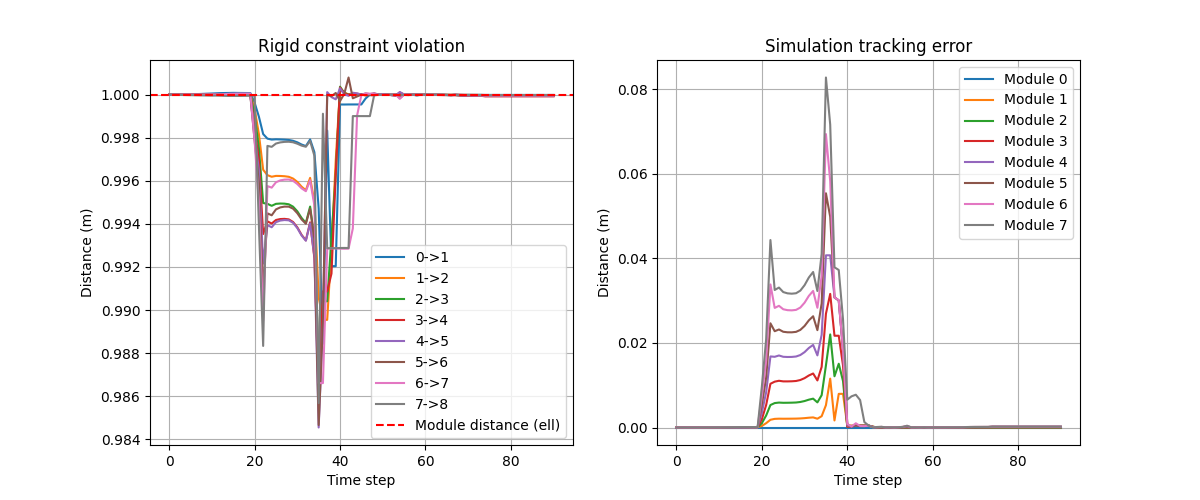 Rigid constraint violation
Distance (m)
1.000
0.998
0.996
0.994
0.992
0.990
0.988
0.986
0.984
0 20 40 60 80
Time step
0->1
1->2
2->3
3->4
4->5
5->6
6->7
7->8
Module distance (ell)
Simulation tracking error
Distance (m)
0.08
0.06
0.04
0.02
0.00
0 20 40 60 80
Time step
Module 0
Module 1
Module 2
Module 3
Module 4
Module 5
Module 6
Module 7